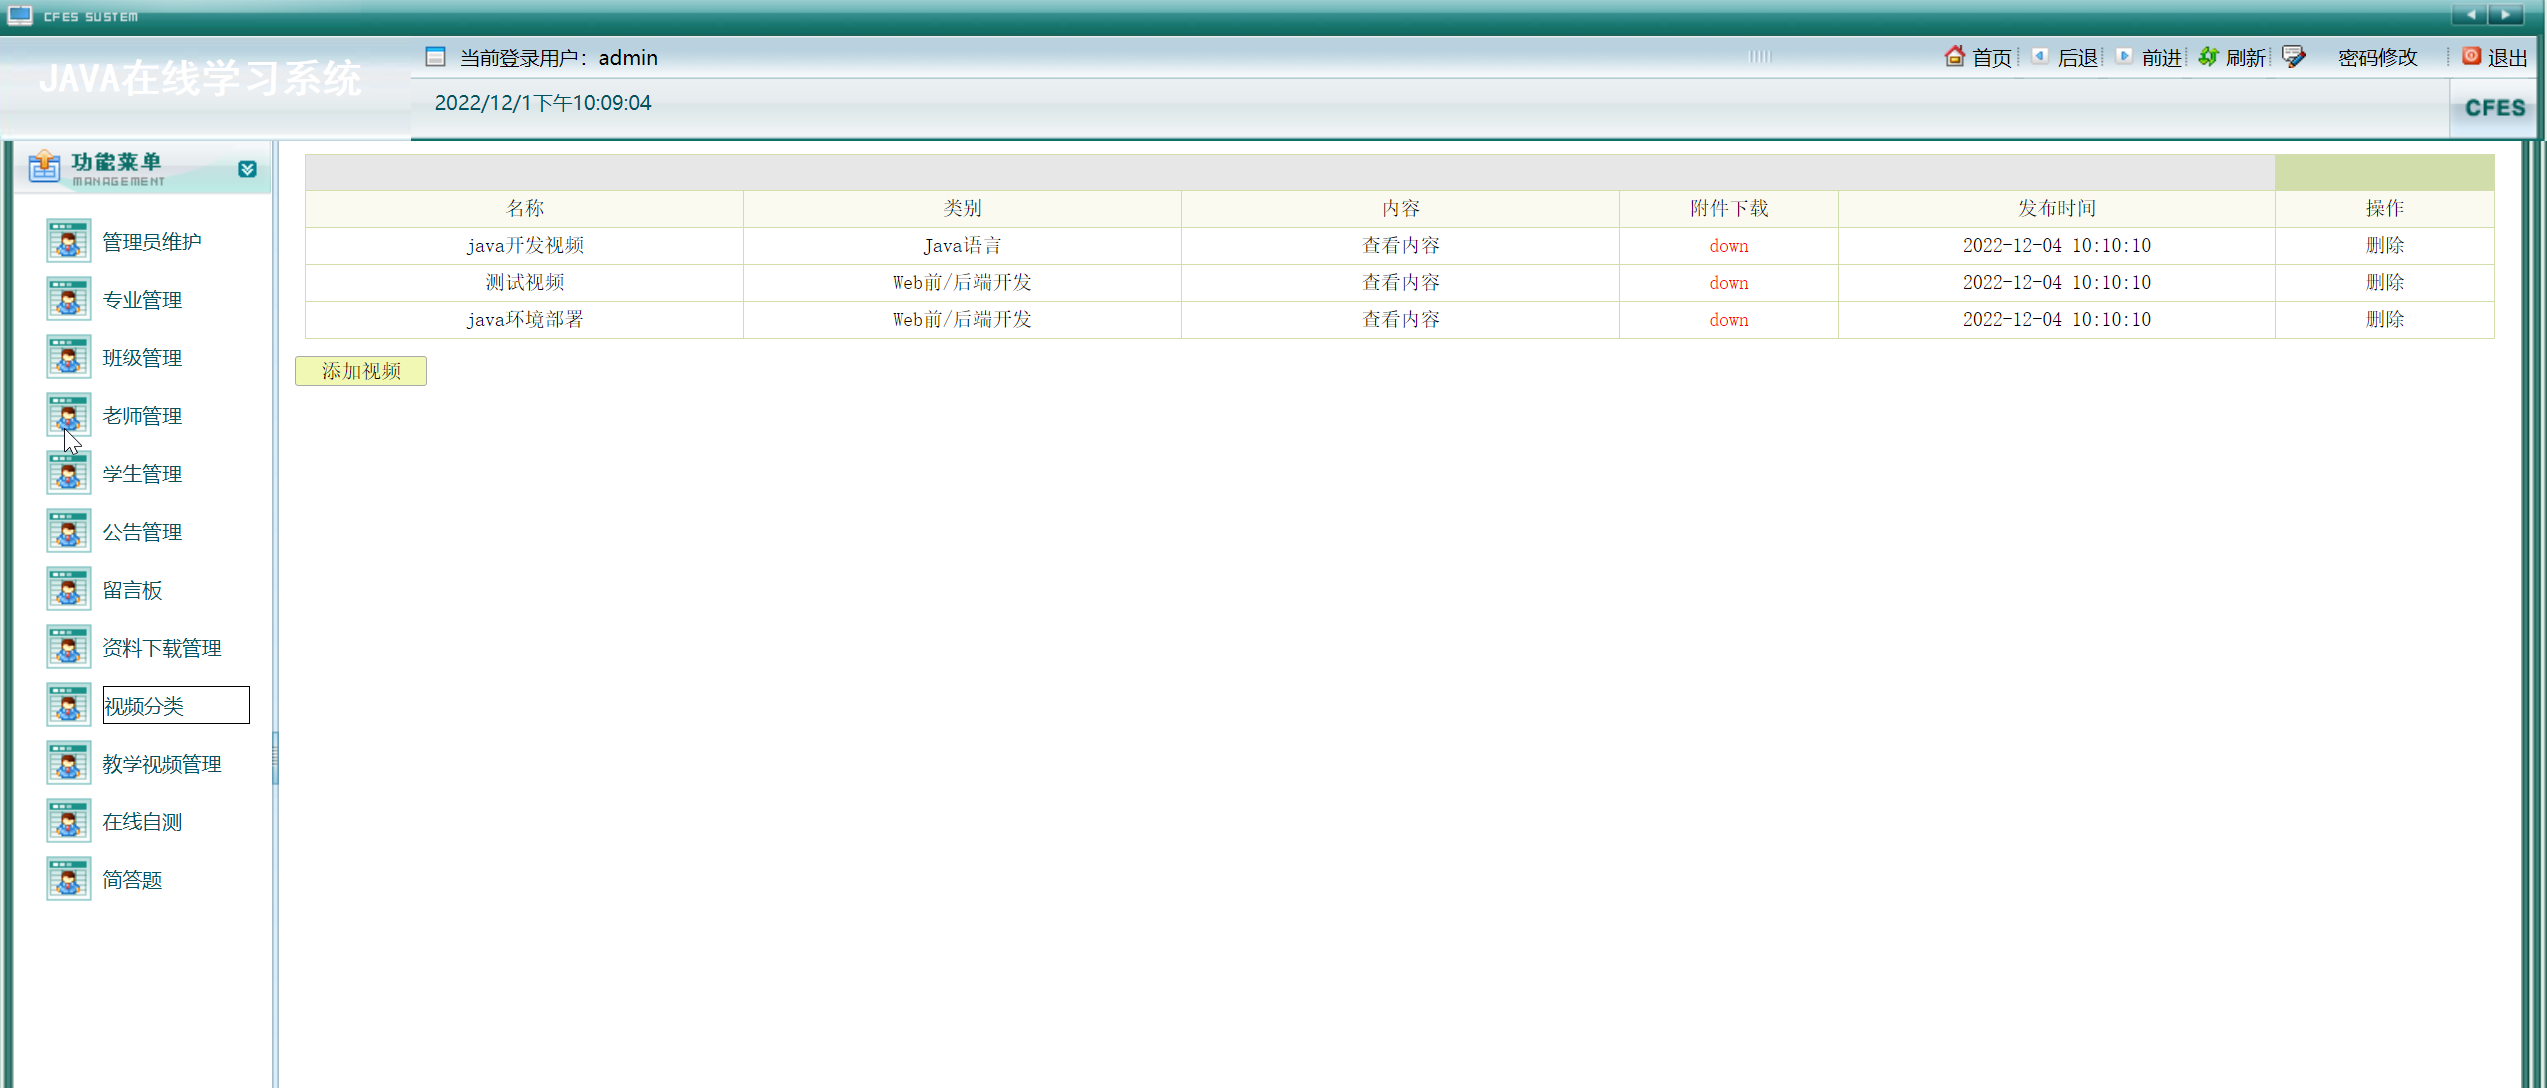 CFES SUSTEM
JAVA在线学习系统
当前登录用户：admin
首页 后退 前进 刷新 密码修改 退出
2022/12/1下午10:09:04
CFES
功能菜单
MANAGEMENT
管理员维护
专业管理
班级管理
老师管理
学生管理
公告管理
留言板
资料下载管理
视频分类
教学视频管理
在线自测
简答题
名称 类别 内容 附件下载 发布时间 操作
java开发视频 Java语言 查看内容 down 2022-12-04 10:10:10 删除
测试视频 Web前/后端开发 查看内容 down 2022-12-04 10:10:10 删除
java环境部署 Web前/后端开发 查看内容 down 2022-12-04 10:10:10 删除
添加视频